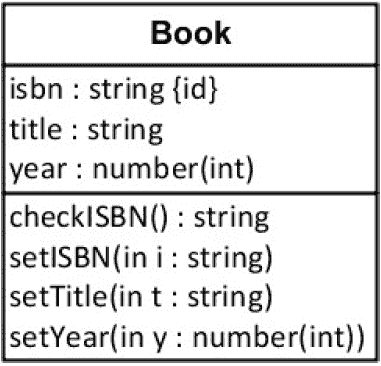 Book
isbn : string {id}
title : string
year : number(int)
checkISBN() : string
setISBN(in i : string)
setTitle(in t : string)
setYear(in y : number(int))